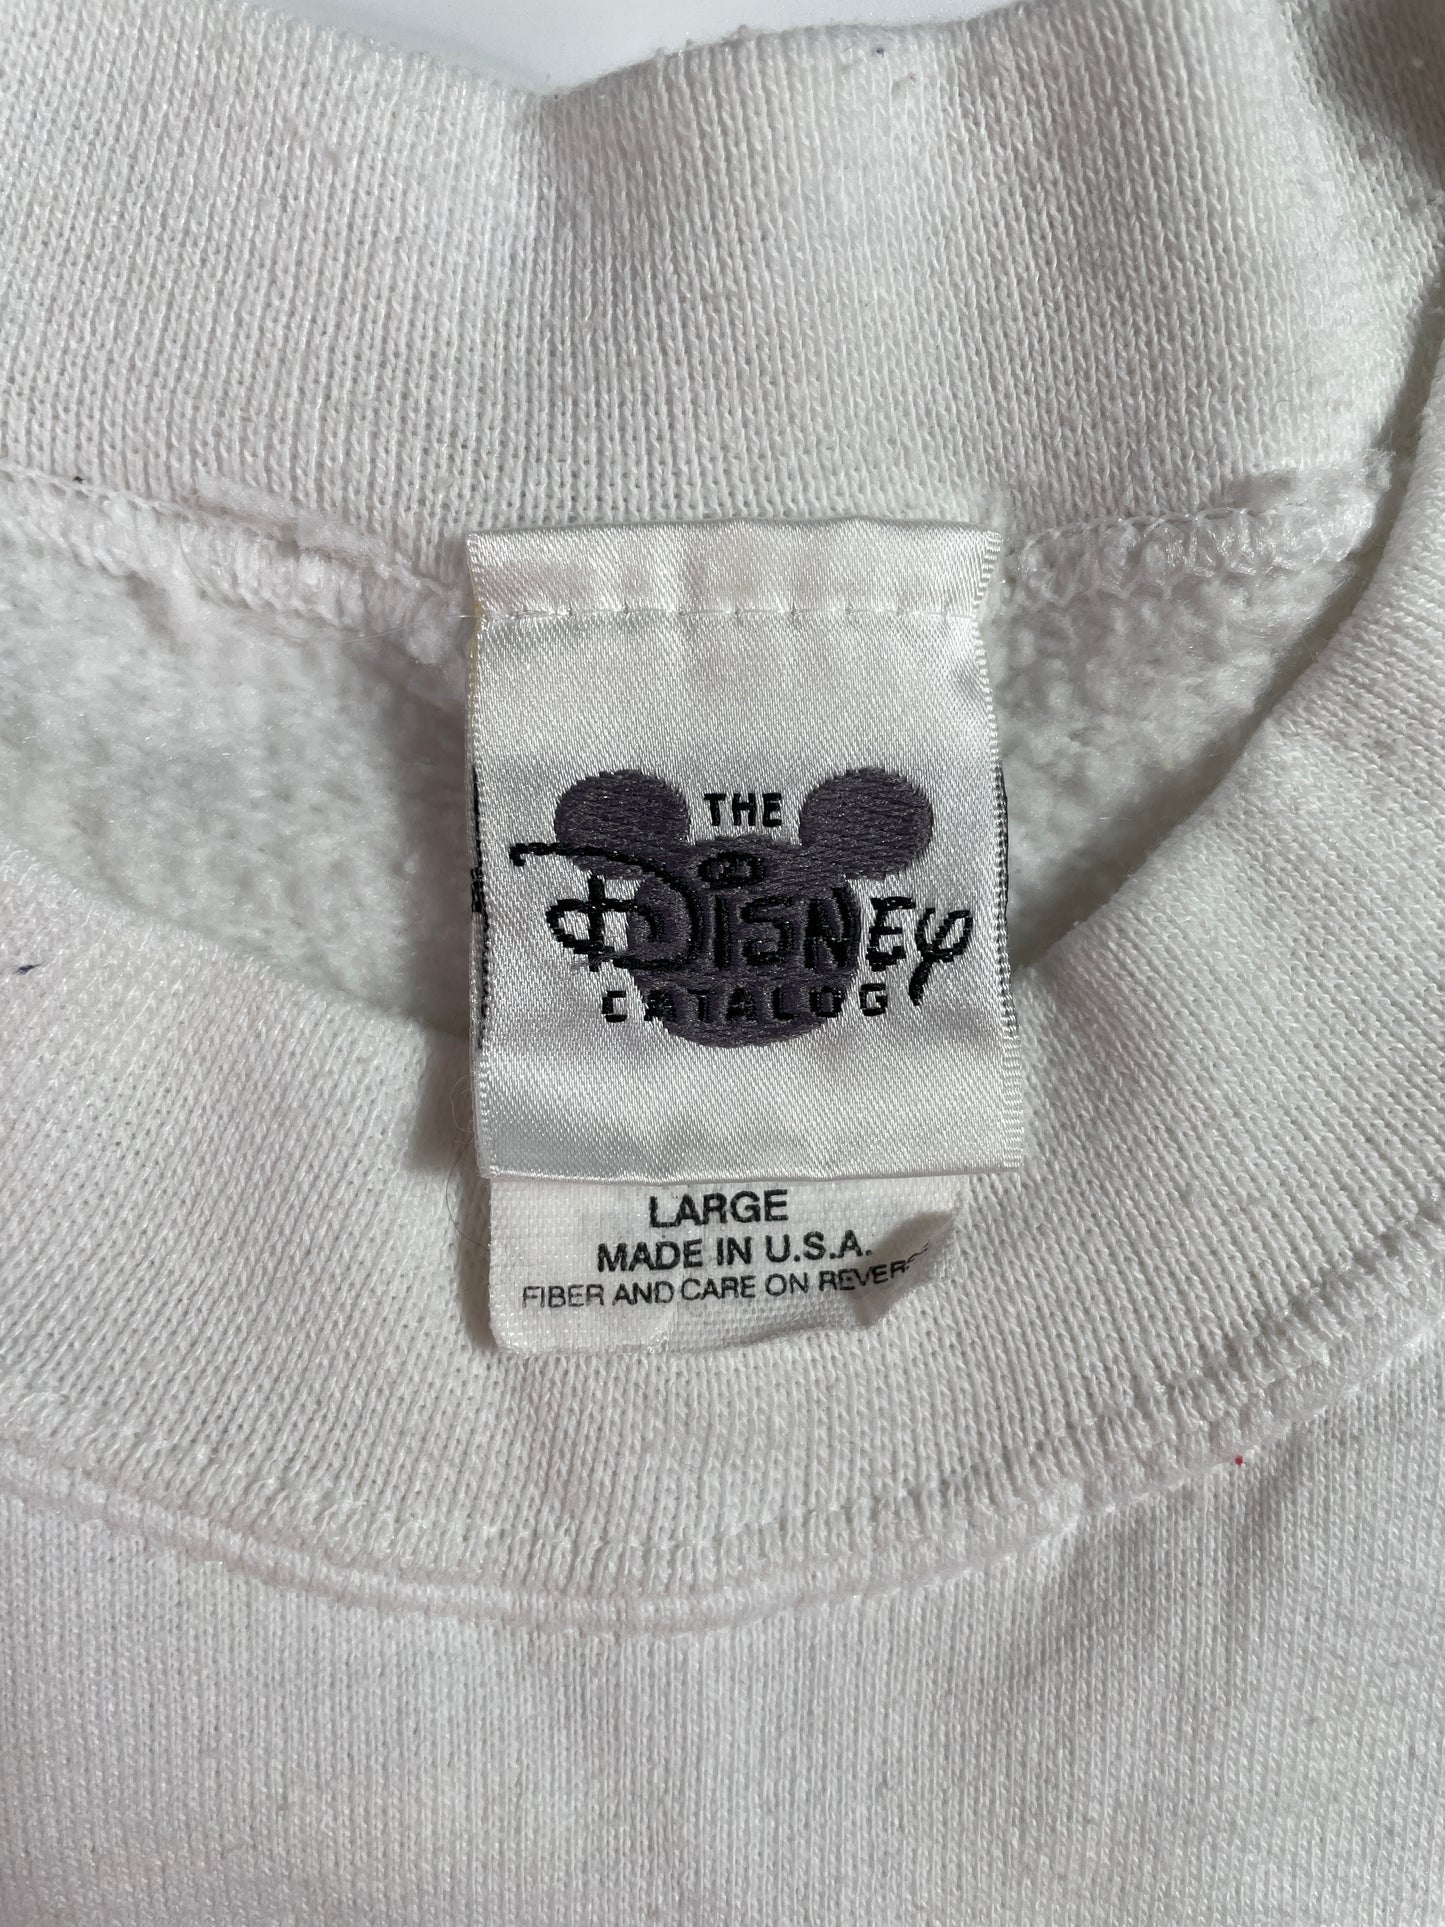 THE
DISNEY
CATALOG
LARGE
MADE IN U.S.A.
FIBER AND CARE ON REVERSE